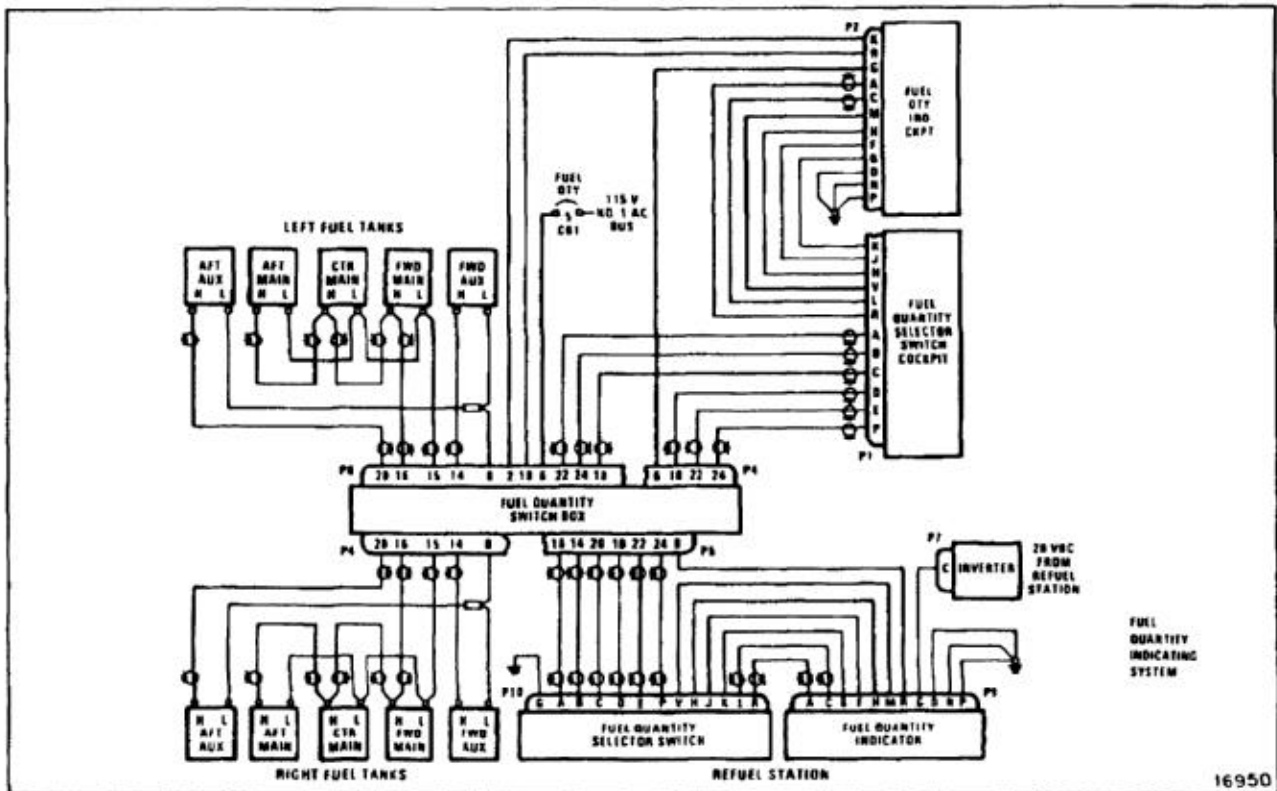 P2
K
R
G
A
C
M
H
F
D
N
P
FUEL
QTY
IND
CKPT
FUEL
QTY
5
CB1
115 V
NO. 1 AC
BUS
LEFT FUEL TANKS
AFT
AUX
H L
AFT
MAIN
H L
CTR
MAIN
H L
FWD
MAIN
H L
FWD
AUX
H L
K
J
H
V
L
R
A
B
C
D
E
P1
FUEL
QUANTITY
SELECTOR
SWITCH
COCKPIT
20 16 15 14 8 2 10 6 22 24 18
6 18 22 24 P4
FUEL QUANTITY
SWITCH BOX
P4 20 16 15 14 8
14 20 18 22 24 8
P7
C INVERTER
28 VDC
FROM
REFUEL
STATION
FUEL
QUANTITY
INDICATING
SYSTEM
P10
G A B C D E V H J K L R
FUEL QUANTITY
SELECTOR SWITCH
A C F H M R G D N P
FUEL QUANTITY
INDICATOR
H L
AFT
AUX
H L
AFT
MAIN
H L
CTR
MAIN
H L
FWD
MAIN
H L
FWD
AUX
RIGHT FUEL TANKS
REFUEL STATION
16950